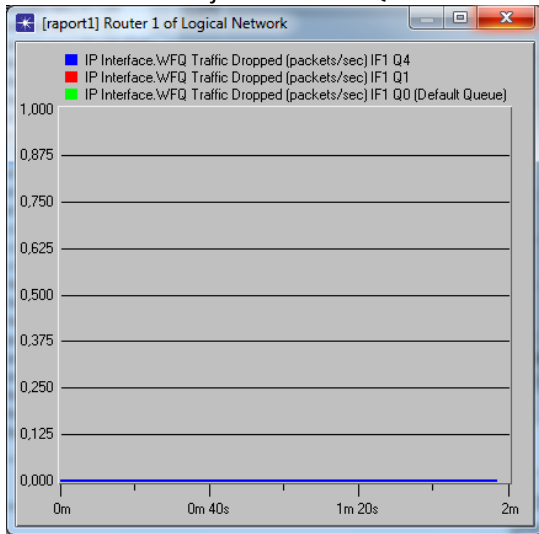 [raport1] Router 1 of Logical Network
IP Interface.WFQ Traffic Dropped (packets/sec) IF1 Q4
IP Interface.WFQ Traffic Dropped (packets/sec) IF1 Q1
IP Interface.WFQ Traffic Dropped (packets/sec) IF1 Q0 (Default Queue)
1,000
0,875
0,750
0,625
0,500
0,375
0,250
0,125
0,000
0m 0m 40s 1m 20s 2m